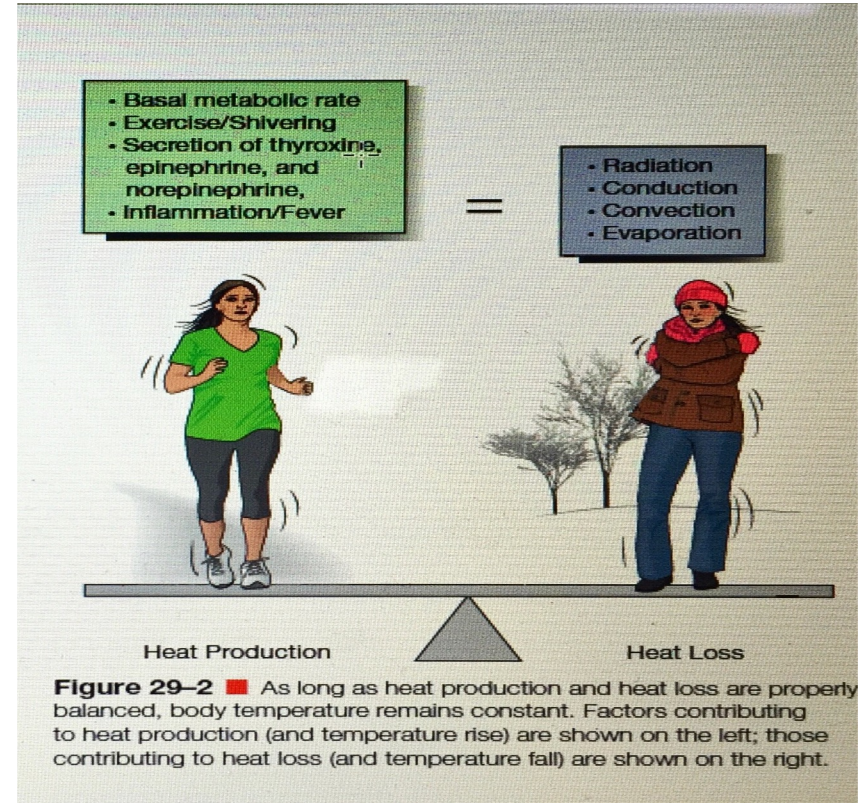 • Basal metabolic rate
• Exercise/Shivering
• Secretion of thyroxine,
epinephrine, and
norepinephrine,
• Inflammation/Fever
=
• Radiation
• Conduction
• Convection
• Evaporation
Heat Production
Heat Loss
Figure 29–2 ■ As long as heat production and heat loss are properly
balanced, body temperature remains constant. Factors contributing
to heat production (and temperature rise) are shown on the left; those
contributing to heat loss (and temperature fall) are shown on the right.